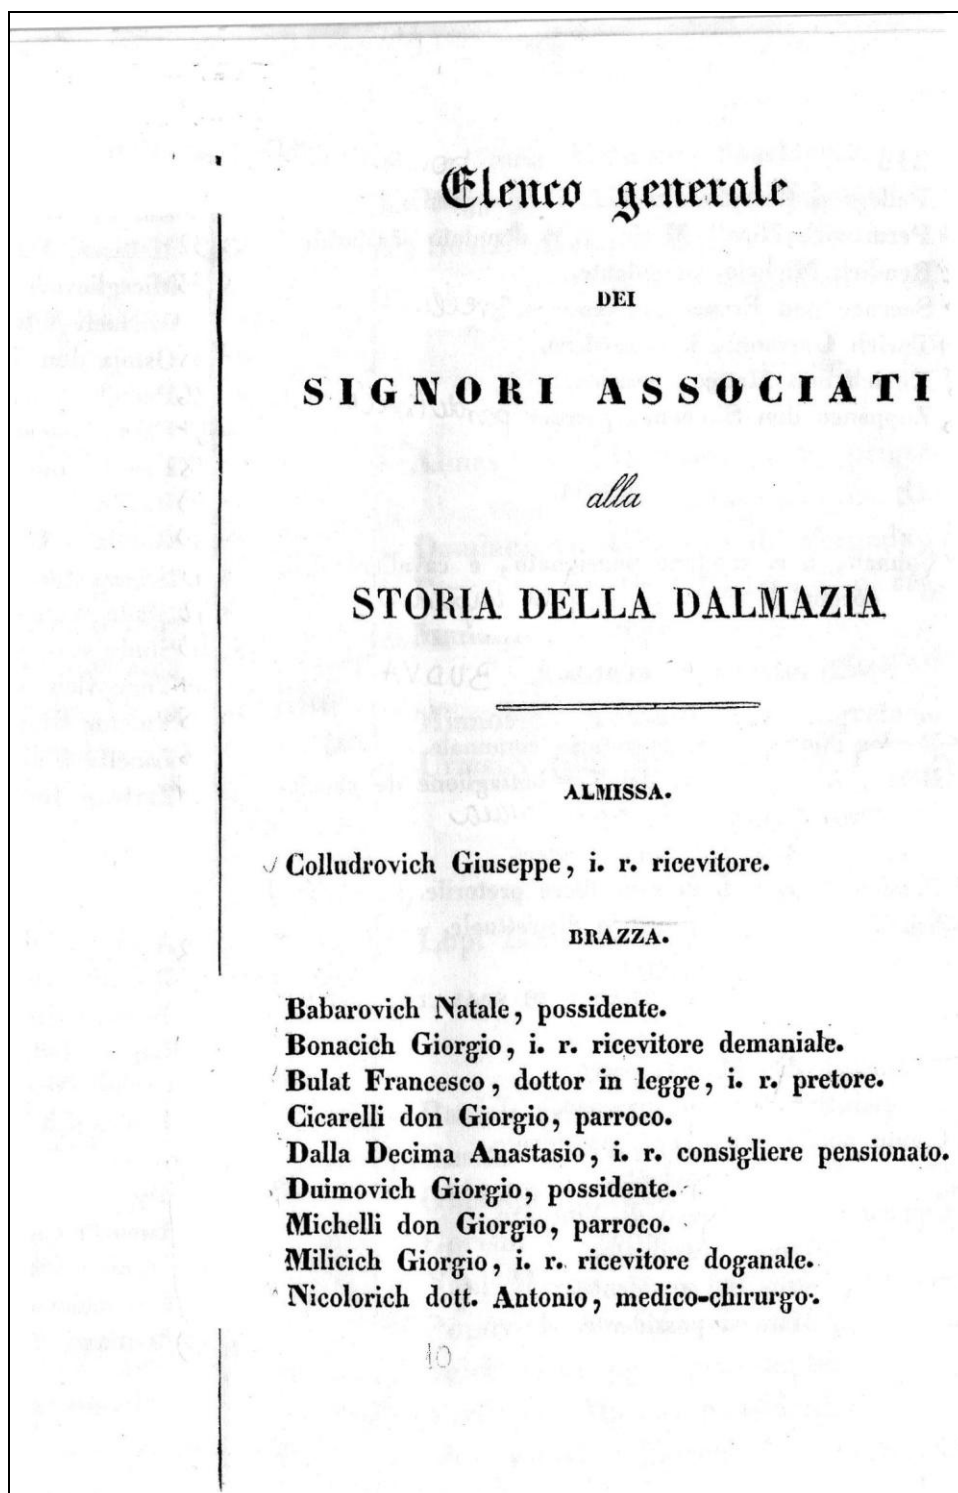 Elenco generale
DEI
SIGNORI ASSOCIATI
alla
STORIA DELLA DALMAZIA
ALMISSA.
Colludrovich Giuseppe, i. r. ricevitore.
BRAZZA.
Babarovich Natale, possidente.
Bonacich Giorgio, i. r. ricevitore demaniale.
Bulat Francesco, dottor in legge, i. r. pretore.
Cicarelli don Giorgio, parroco.
Dalla Decima Anastasio, i. r. consigliere pensionato.
Duimovich Giorgio, possidente.
Michelli don Giorgio, parroco.
Milicich Giorgio, i. r. ricevitore doganale.
Nicolorich dott. Antonio, medico-chirurgo.
10